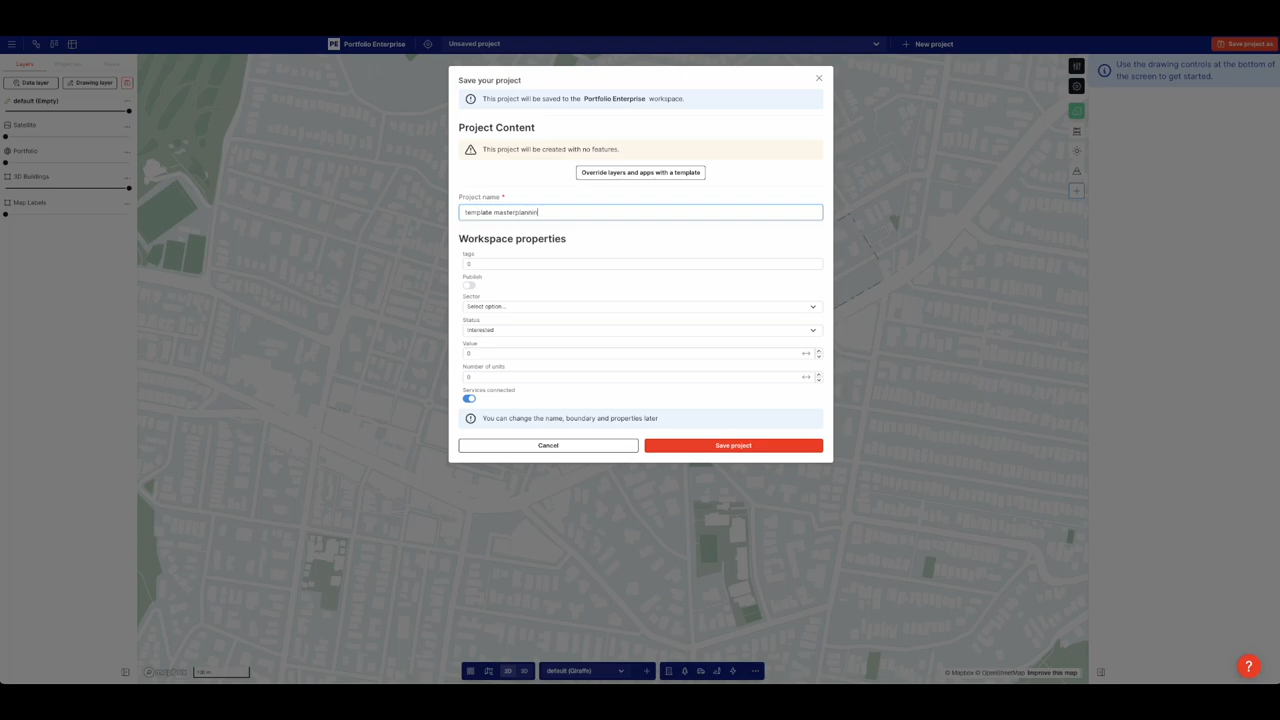 PE Portfolio Enterprise
Unsaved project
New project
Save project as
Layers
Data layer
Drawing layer
default (Empty)
Satellite
Portfolio
3D Buildings
Map Labels
Save your project
This project will be saved to the Portfolio Enterprise workspace.
Project Content
This project will be created with no features.
Override layers and apps with a template
Project name *
template masterplannin
Workspace properties
tags
0
Publish
Sector
Select option...
Status
Interested
Value
0
Number of units
0
Services connected
You can change the name, boundary and properties later
Cancel
Save project
Use the drawing controls at the bottom of
the screen to get started.
mapbox
2D
3D
default (Giraffe)
© Mapbox © OpenStreetMap Improve this map
?